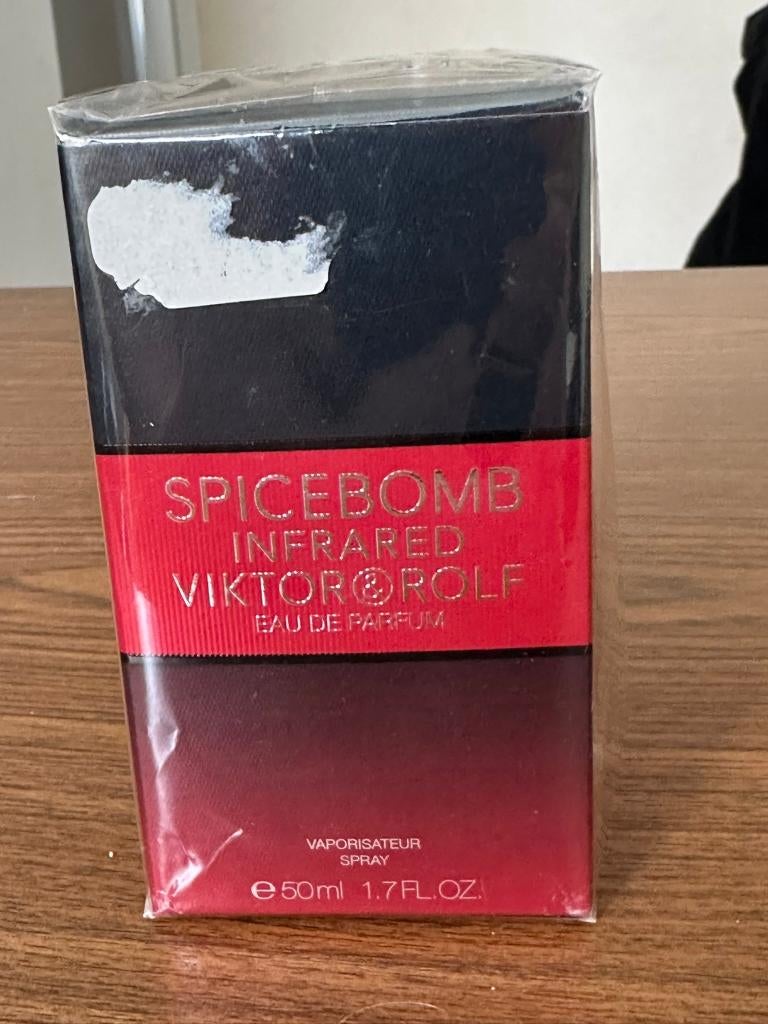 SPICEBOMB
INFRARED
VIKTOR&ROLF
EAU DE PARFUM
VAPORISATEUR
SPRAY
℮50ml 1.7FL.OZ.